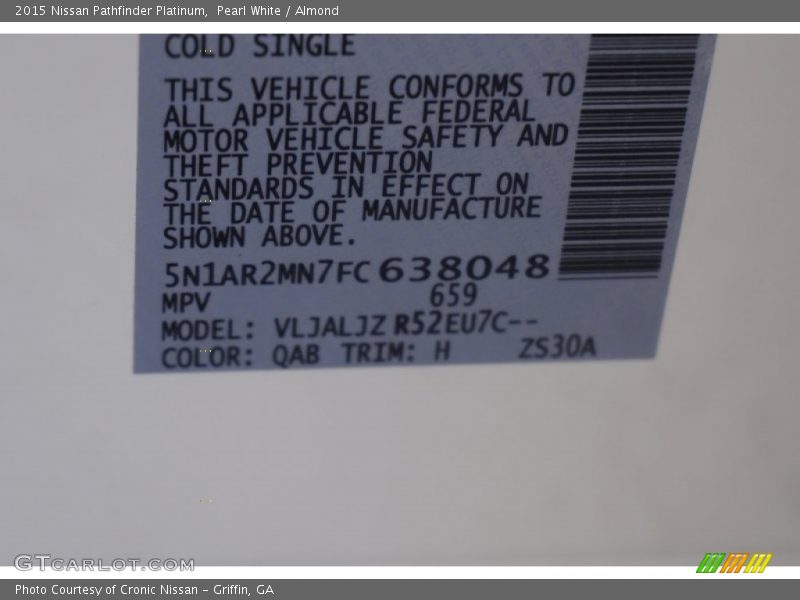 2015 Nissan Pathfinder Platinum,  Pearl White / Almond
COLD SINGLE
THIS VEHICLE CONFORMS TO
ALL APPLICABLE FEDERAL
MOTOR VEHICLE SAFETY AND
THEFT PREVENTION
STANDARDS IN EFFECT ON
THE DATE OF MANUFACTURE
SHOWN ABOVE.
5N1AR2MN7FC638048
MPV 659
MODEL: VLJALJZ R52EU7C--
COLOR: QAB TRIM: H ZS30A
GTCARLOT.COM
Photo Courtesy of Cronic Nissan – Griffin, GA